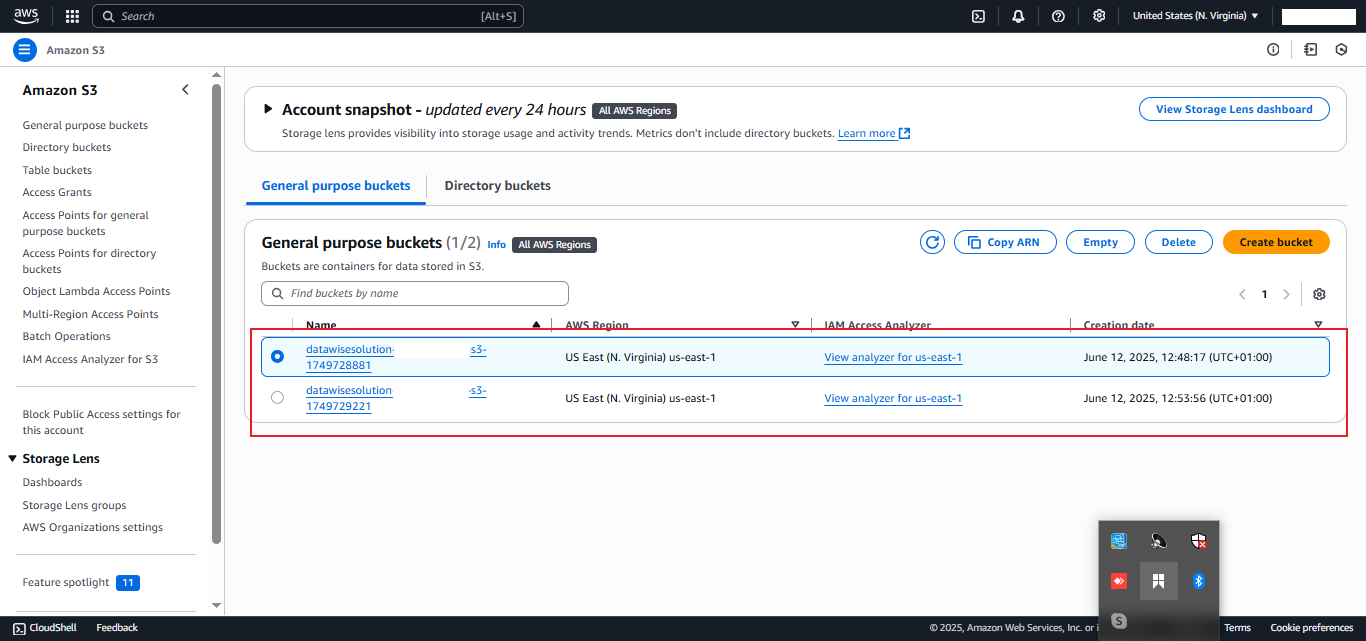 aws
Search [Alt+S]
United States (N. Virginia)
Amazon S3
Amazon S3
General purpose buckets
Directory buckets
Table buckets
Access Grants
Access Points for general
purpose buckets
Access Points for directory
buckets
Object Lambda Access Points
Multi-Region Access Points
Batch Operations
IAM Access Analyzer for S3
Block Public Access settings for
this account
Storage Lens
Dashboards
Storage Lens groups
AWS Organizations settings
Feature spotlight 11
Account snapshot - updated every 24 hours All AWS Regions
View Storage Lens dashboard
Storage lens provides visibility into storage usage and activity trends. Metrics don't include directory buckets. Learn more
General purpose buckets Directory buckets
General purpose buckets (1/2) Info All AWS Regions
Copy ARN Empty Delete Create bucket
Buckets are containers for data stored in S3.
Find buckets by name
1
Name AWS Region IAM Access Analyzer Creation date
datawisesolution- s3-
1749728881
US East (N. Virginia) us-east-1 View analyzer for us-east-1 June 12, 2025, 12:48:17 (UTC+01:00)
datawisesolution -s3-
1749729221
US East (N. Virginia) us-east-1 View analyzer for us-east-1 June 12, 2025, 12:53:56 (UTC+01:00)
CloudShell Feedback
© 2025, Amazon Web Services, Inc. or Terms Cookie preferences